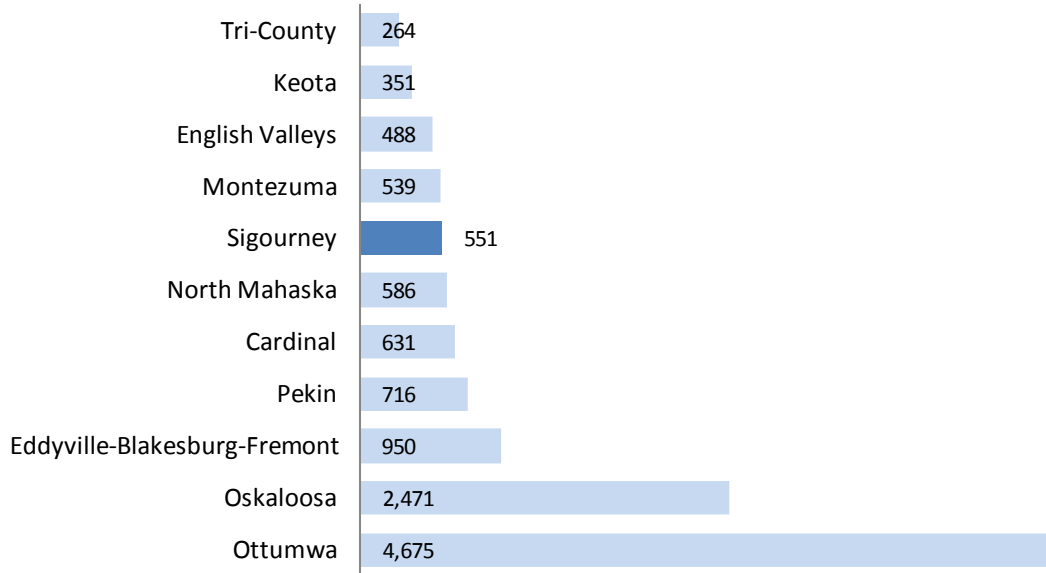 Tri-County 264
Keota 351
English Valleys 488
Montezuma 539
Sigourney 551
North Mahaska 586
Cardinal 631
Pekin 716
Eddyville-Blakesburg-Fremont 950
Oskaloosa 2,471
Ottumwa 4,675